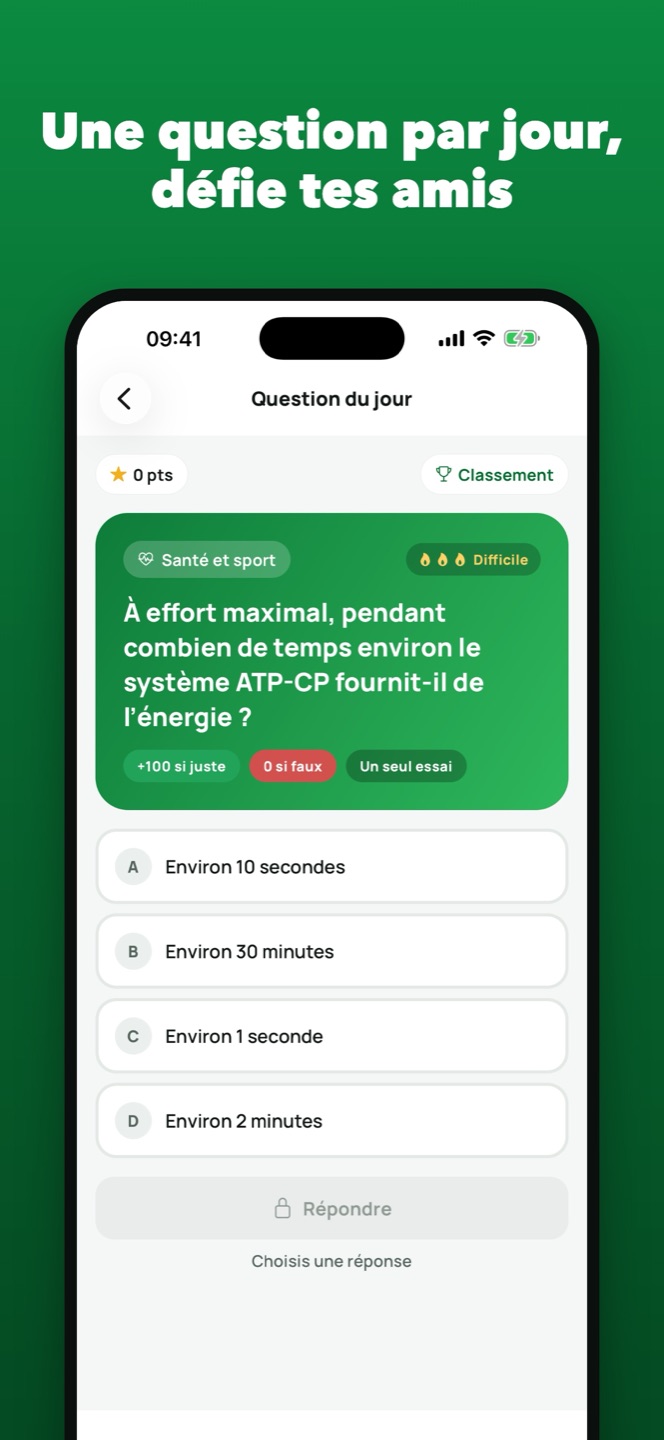 Une question par jour,
défie tes amis
09:41
Question du jour
0 pts
Classement
Santé et sport
Difficile
À effort maximal, pendant
combien de temps environ le
système ATP-CP fournit-il de
l'énergie ?
+100 si juste
0 si faux
Un seul essai
A Environ 10 secondes
B Environ 30 minutes
C Environ 1 seconde
D Environ 2 minutes
Répondre
Choisis une réponse